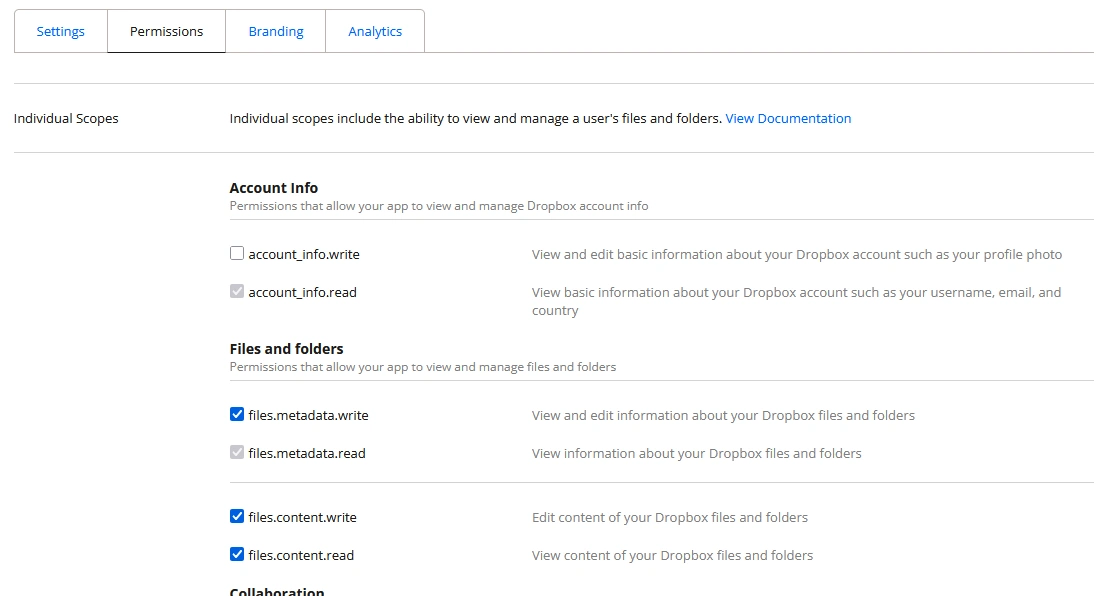 Settings Permissions Branding Analytics
Individual Scopes Individual scopes include the ability to view and manage a user's files and folders. View Documentation
Account Info
Permissions that allow your app to view and manage Dropbox account info
account_info.write View and edit basic information about your Dropbox account such as your profile photo
account_info.read View basic information about your Dropbox account such as your username, email, and
country
Files and folders
Permissions that allow your app to view and manage files and folders
files.metadata.write View and edit information about your Dropbox files and folders
files.metadata.read View information about your Dropbox files and folders
files.content.write Edit content of your Dropbox files and folders
files.content.read View content of your Dropbox files and folders
Collaboration